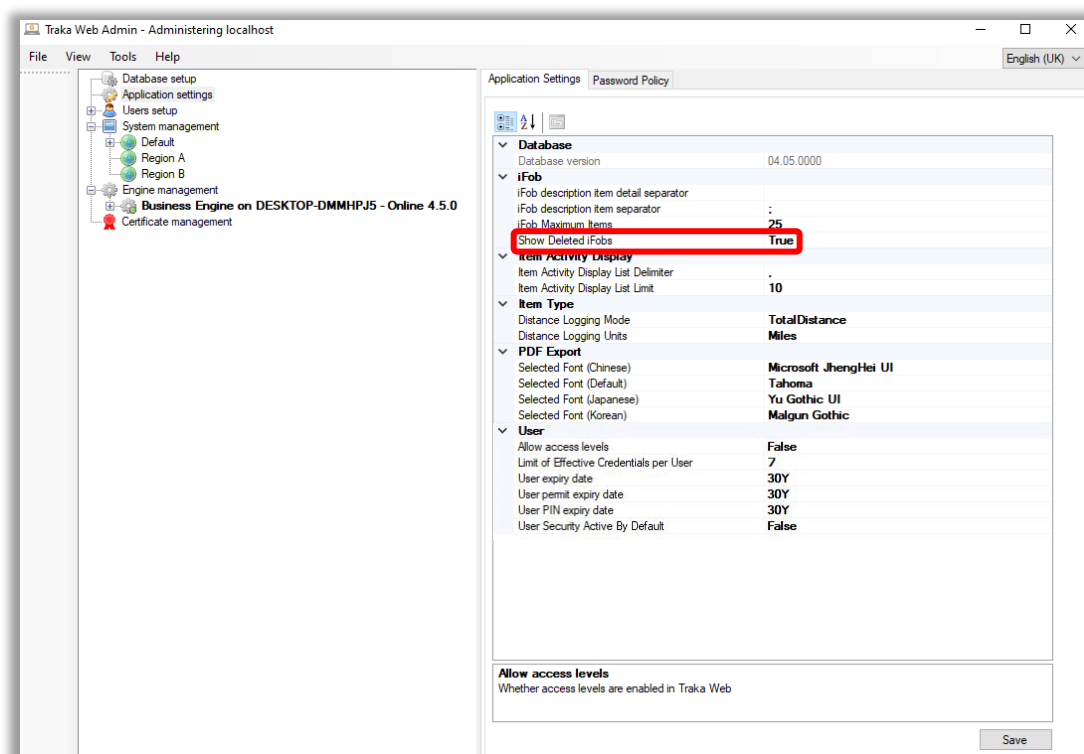 Traka Web Admin - Administering localhost
File View Tools Help
English (UK)
Database setup
Application settings
Users setup
System management
Default
Region A
Region B
Engine management
Business Engine on DESKTOP-DMMHPJ5 - Online 4.5.0
Certificate management
Application Settings Password Policy
Database
Database version 04.05.0000
iFob
iFob description item detail separator
iFob description item separator :
iFob Maximum Items 25
Show Deleted iFobs True
Item Activity Display
Item Activity Display List Delimiter .
Item Activity Display List Limit 10
Item Type
Distance Logging Mode TotalDistance
Distance Logging Units Miles
PDF Export
Selected Font (Chinese) Microsoft JhengHei UI
Selected Font (Default) Tahoma
Selected Font (Japanese) Yu Gothic UI
Selected Font (Korean) Malgun Gothic
User
Allow access levels False
Limit of Effective Credentials per User 7
User expiry date 30Y
User permit expiry date 30Y
User PIN expiry date 30Y
User Security Active By Default False
Allow access levels
Whether access levels are enabled in Traka Web
Save